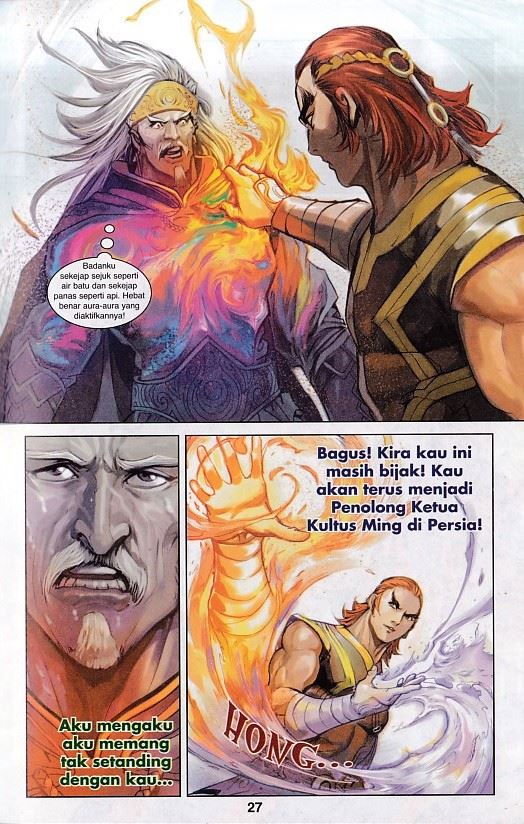 Badanku
sekejap sejuk seperti
air batu dan sekejap
panas seperti api. Hebat
benar aura-aura yang
diaktifkannya!
Bagus! Kira kau ini
masih bijak! Kau
akan terus menjadi
Penolong Ketua
Kultus Ming di Persia!
Aku mengaku
aku memang
tak setanding
dengan kau...
HONG...
27